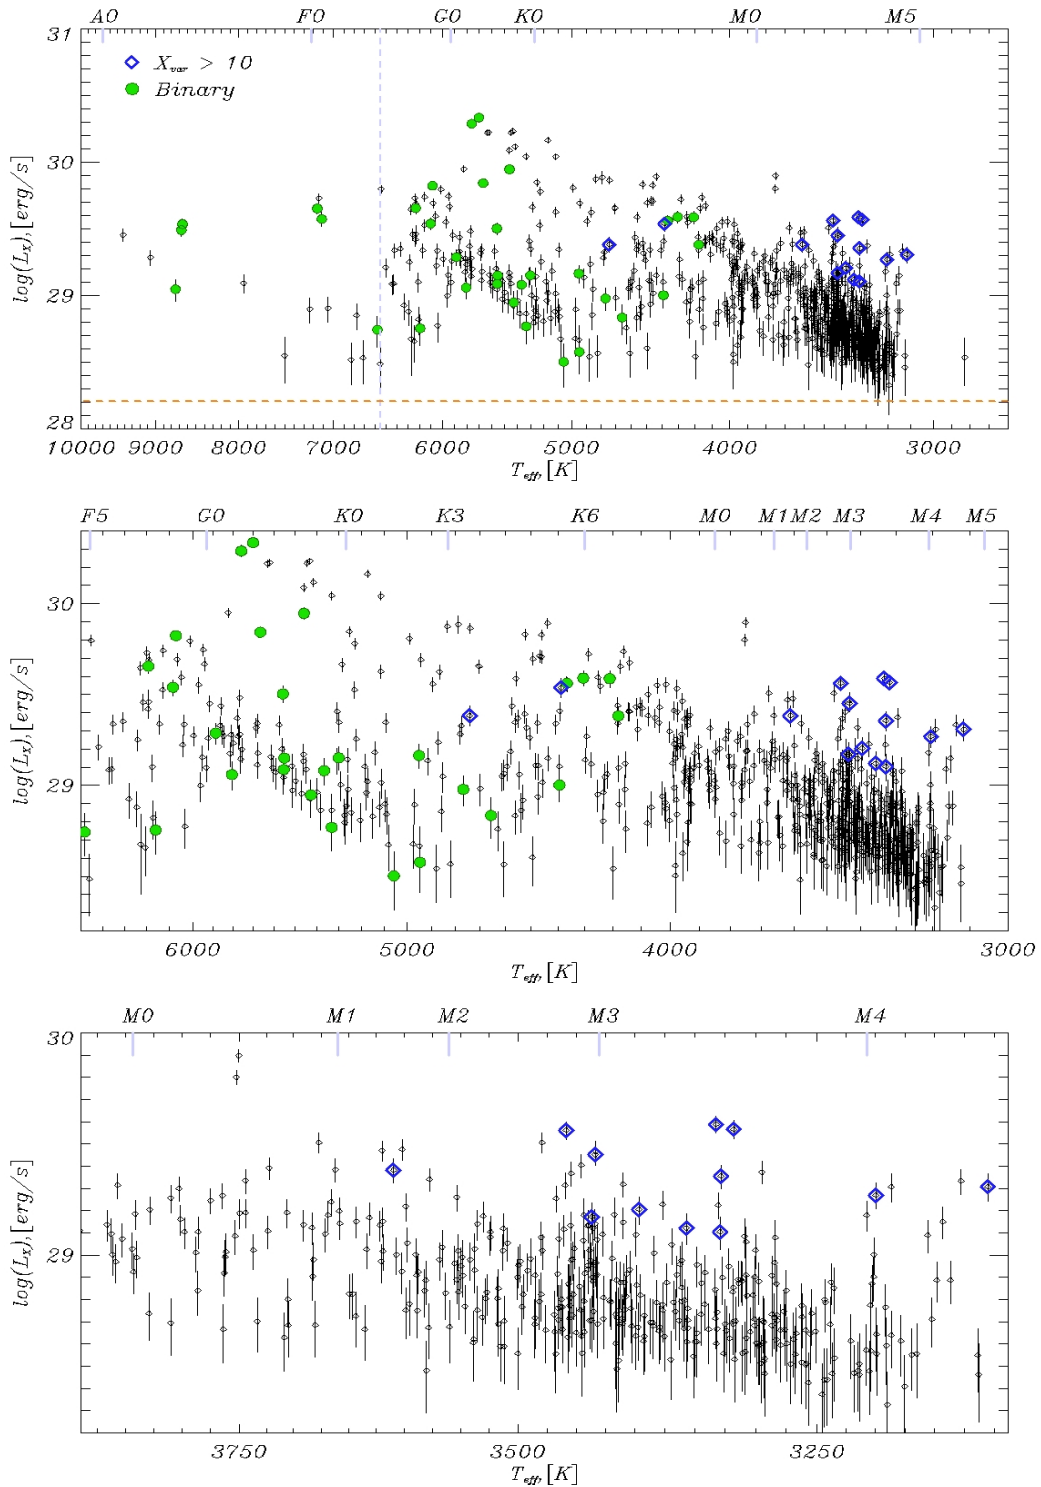 A0 F0 G0 K0 M0 M5
31
X_var > 10
Binary
30
29
28
log(L_X), [erg/s]
10000 9000 8000 7000 6000 5000 4000 3000
T_eff, [K]
F5 G0 K0 K3 K6 M0 M1 M2 M3 M4 M5
30
29
log(L_X), [erg/s]
6000 5000 4000 3000
T_eff, [K]
M0 M1 M2 M3 M4
30
29
log(L_X), [erg/s]
3750 3500 3250
T_eff, [K]